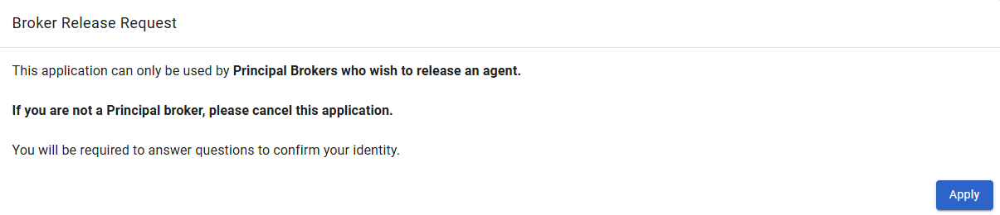 Broker Release Request
This application can only be used by Principal Brokers who wish to release an agent.
If you are not a Principal broker, please cancel this application.
You will be required to answer questions to confirm your identity.
Apply